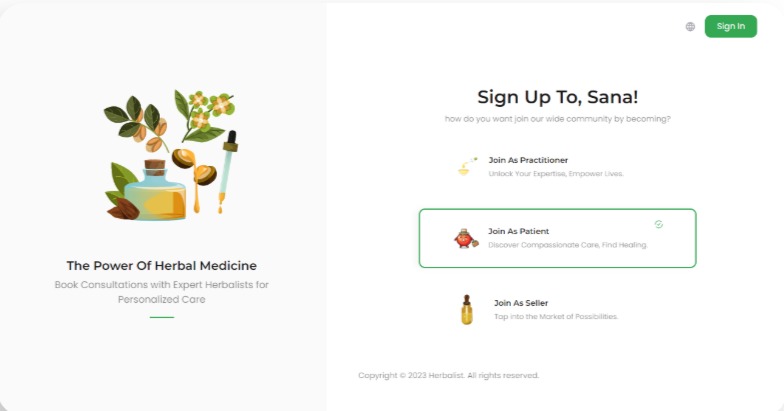 Sign In
Sign Up To, Sana!
how do you want join our wide community by becoming?
Join As Practitioner
Unlock Your Expertise, Empower Lives.
Join As Patient
Discover Compassionate Care, Find Healing.
Join As Seller
Tap into the Market of Possibilities.
The Power Of Herbal Medicine
Book Consultations with Expert Herbalists for
Personalized Care
Copyright © 2023 Herbalist. All rights reserved.